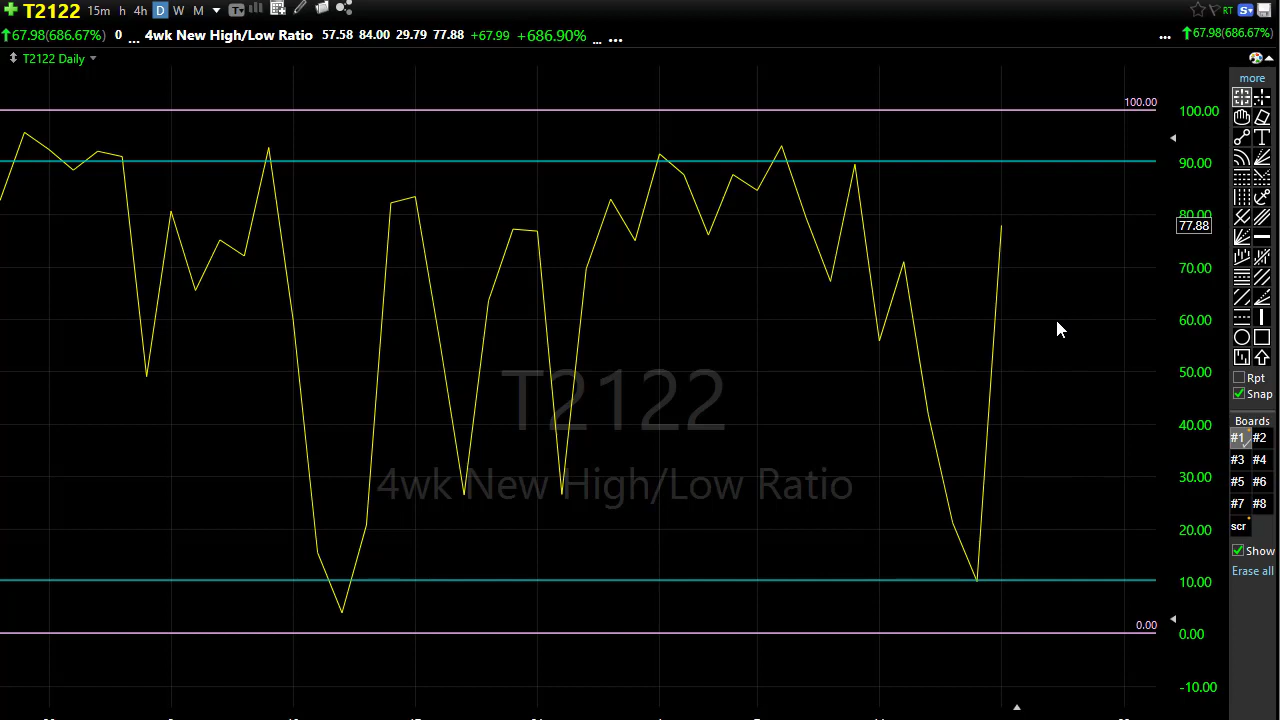 T2122 15m h 4h D W M T RT S
67.98(686.67%) 0 ... 4wk New High/Low Ratio 57.58 84.00 29.79 77.88 +67.99 +686.90% ... ... ... 67.98(686.67%)
T2122 Daily
more
100.00
100.00
90.00
80.00
77.88
70.00
60.00
50.00
40.00
30.00
20.00
10.00
0.00
0.00
-10.00
T2122
4wk New High/Low Ratio
T
Rpt
Snap
Boards
#1 #2
#3 #4
#5 #6
#7 #8
scr
Show
Erase all